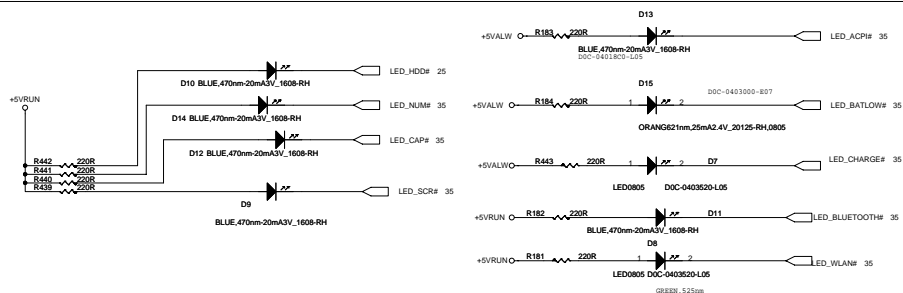 +5VRUN
D10 BLUE,470nm-20mA3V_1608-RH
LED_HDD# 25
D14 BLUE,470nm-20mA3V_1608-RH
LED_NUM# 35
D12 BLUE,470nm-20mA3V_1608-RH
LED_CAP# 35
R442 220R
R441 220R
R440 220R
R439 220R
LED_SCR# 35
D9
BLUE,470nm-20mA3V_1608-RH
D13
+5VALW R183 220R LED_ACPI# 35
BLUE,470nm-20mA3V_1608-RH
D0C-04018C0-L05
D15
D0C-0403000-E07
+5VALW R184 220R 1 2 LED_BATLOW# 35
ORANG621nm,25mA2.4V_20125-RH,0805
+5VALW R443 220R 1 2 D7 LED_CHARGE# 35
LED0805 D0C-0403520-L05
+5VRUN R182 220R D11 LED_BLUETOOTH# 35
BLUE,470nm-20mA3V_1608-RH
D8
+5VRUN R181 220R 1 2 LED_WLAN# 35
LED0805 D0C-0403520-L05
GREEN,525nm